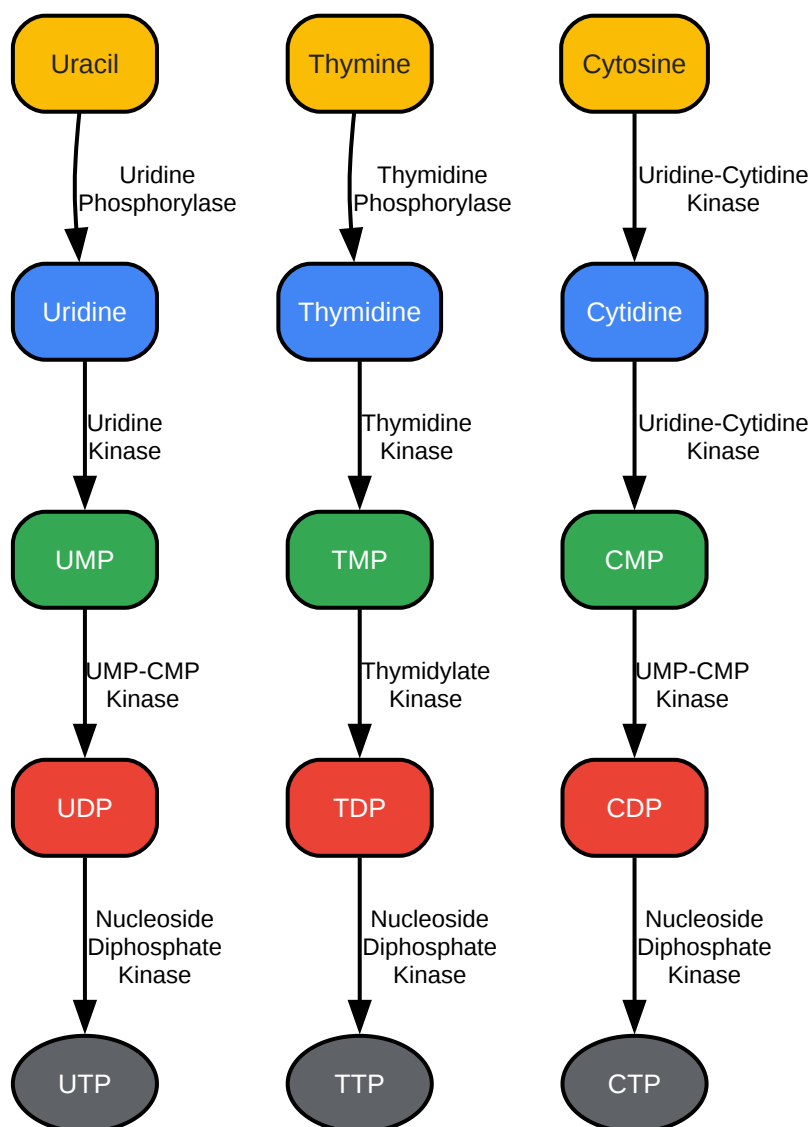 Uracil
Thymine
Cytosine
Uridine
Phosphorylase
Thymidine
Phosphorylase
Uridine-Cytidine
Kinase
Uridine
Thymidine
Cytidine
Uridine
Kinase
Thymidine
Kinase
Uridine-Cytidine
Kinase
UMP
TMP
CMP
UMP-CMP
Kinase
Thymidylate
Kinase
UMP-CMP
Kinase
UDP
TDP
CDP
Nucleoside
Diphosphate
Kinase
Nucleoside
Diphosphate
Kinase
Nucleoside
Diphosphate
Kinase
UTP
TTP
CTP